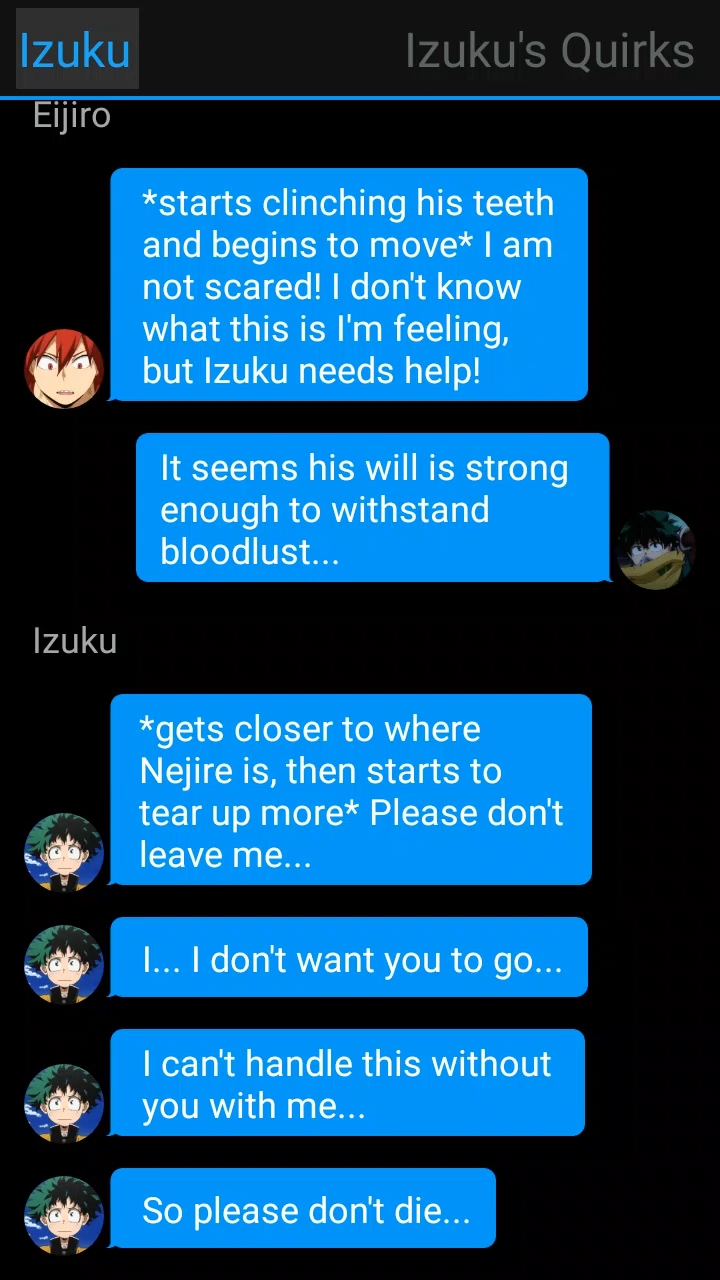 Izuku
Izuku's Quirks
Eijiro
*starts clinching his teeth
and begins to move* I am
not scared! I don't know
what this is I'm feeling,
but Izuku needs help!
It seems his will is strong
enough to withstand
bloodlust...
Izuku
*gets closer to where
Nejire is, then starts to
tear up more* Please don't
leave me...
I... I don't want you to go...
I can't handle this without
you with me...
So please don't die...